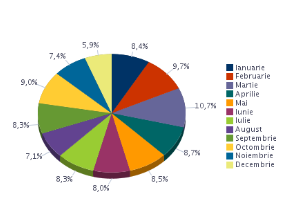 5,9%
8,4%
7,4%
9,7%
9,0%
10,7%
8,3%
8,7%
7,1%
8,3%
8,0%
8,5%
Ianuarie
Februarie
Martie
Aprilie
Mai
Iunie
Iulie
August
Septembrie
Octombrie
Noiembrie
Decembrie